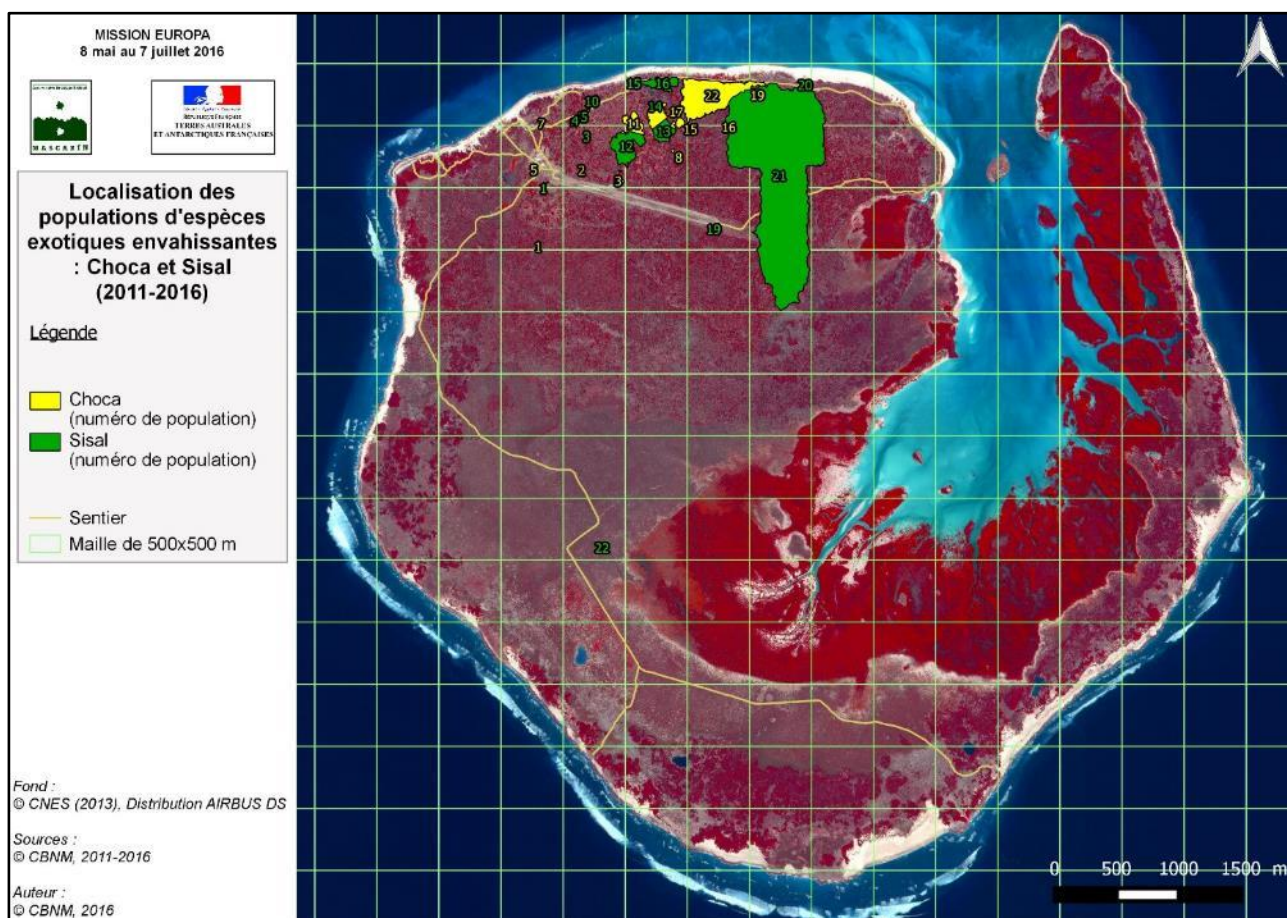 MISSION EUROPA
8 mai au 7 juillet 2016
MASCARIN
TERRES AUSTRALES
ET ANTARCTIQUES FRANÇAISES
Localisation des
populations d'espèces
exotiques envahissantes
: Choca et Sisal
(2011-2016)
Légende
Choca
(numéro de population)
Sisal
(numéro de population)
Sentier
Maille de 500x500 m
Fond :
© CNES (2013), Distribution AIRBUS DS
Sources :
© CBNM, 2011-2016
Auteur :
© CBNM, 2016
15 16
22 19 20
10
14
17
7
4 5
11
13
15
16
3
12
8
5
2
3
21
1
19
1
22
0 500 1000 1500 m